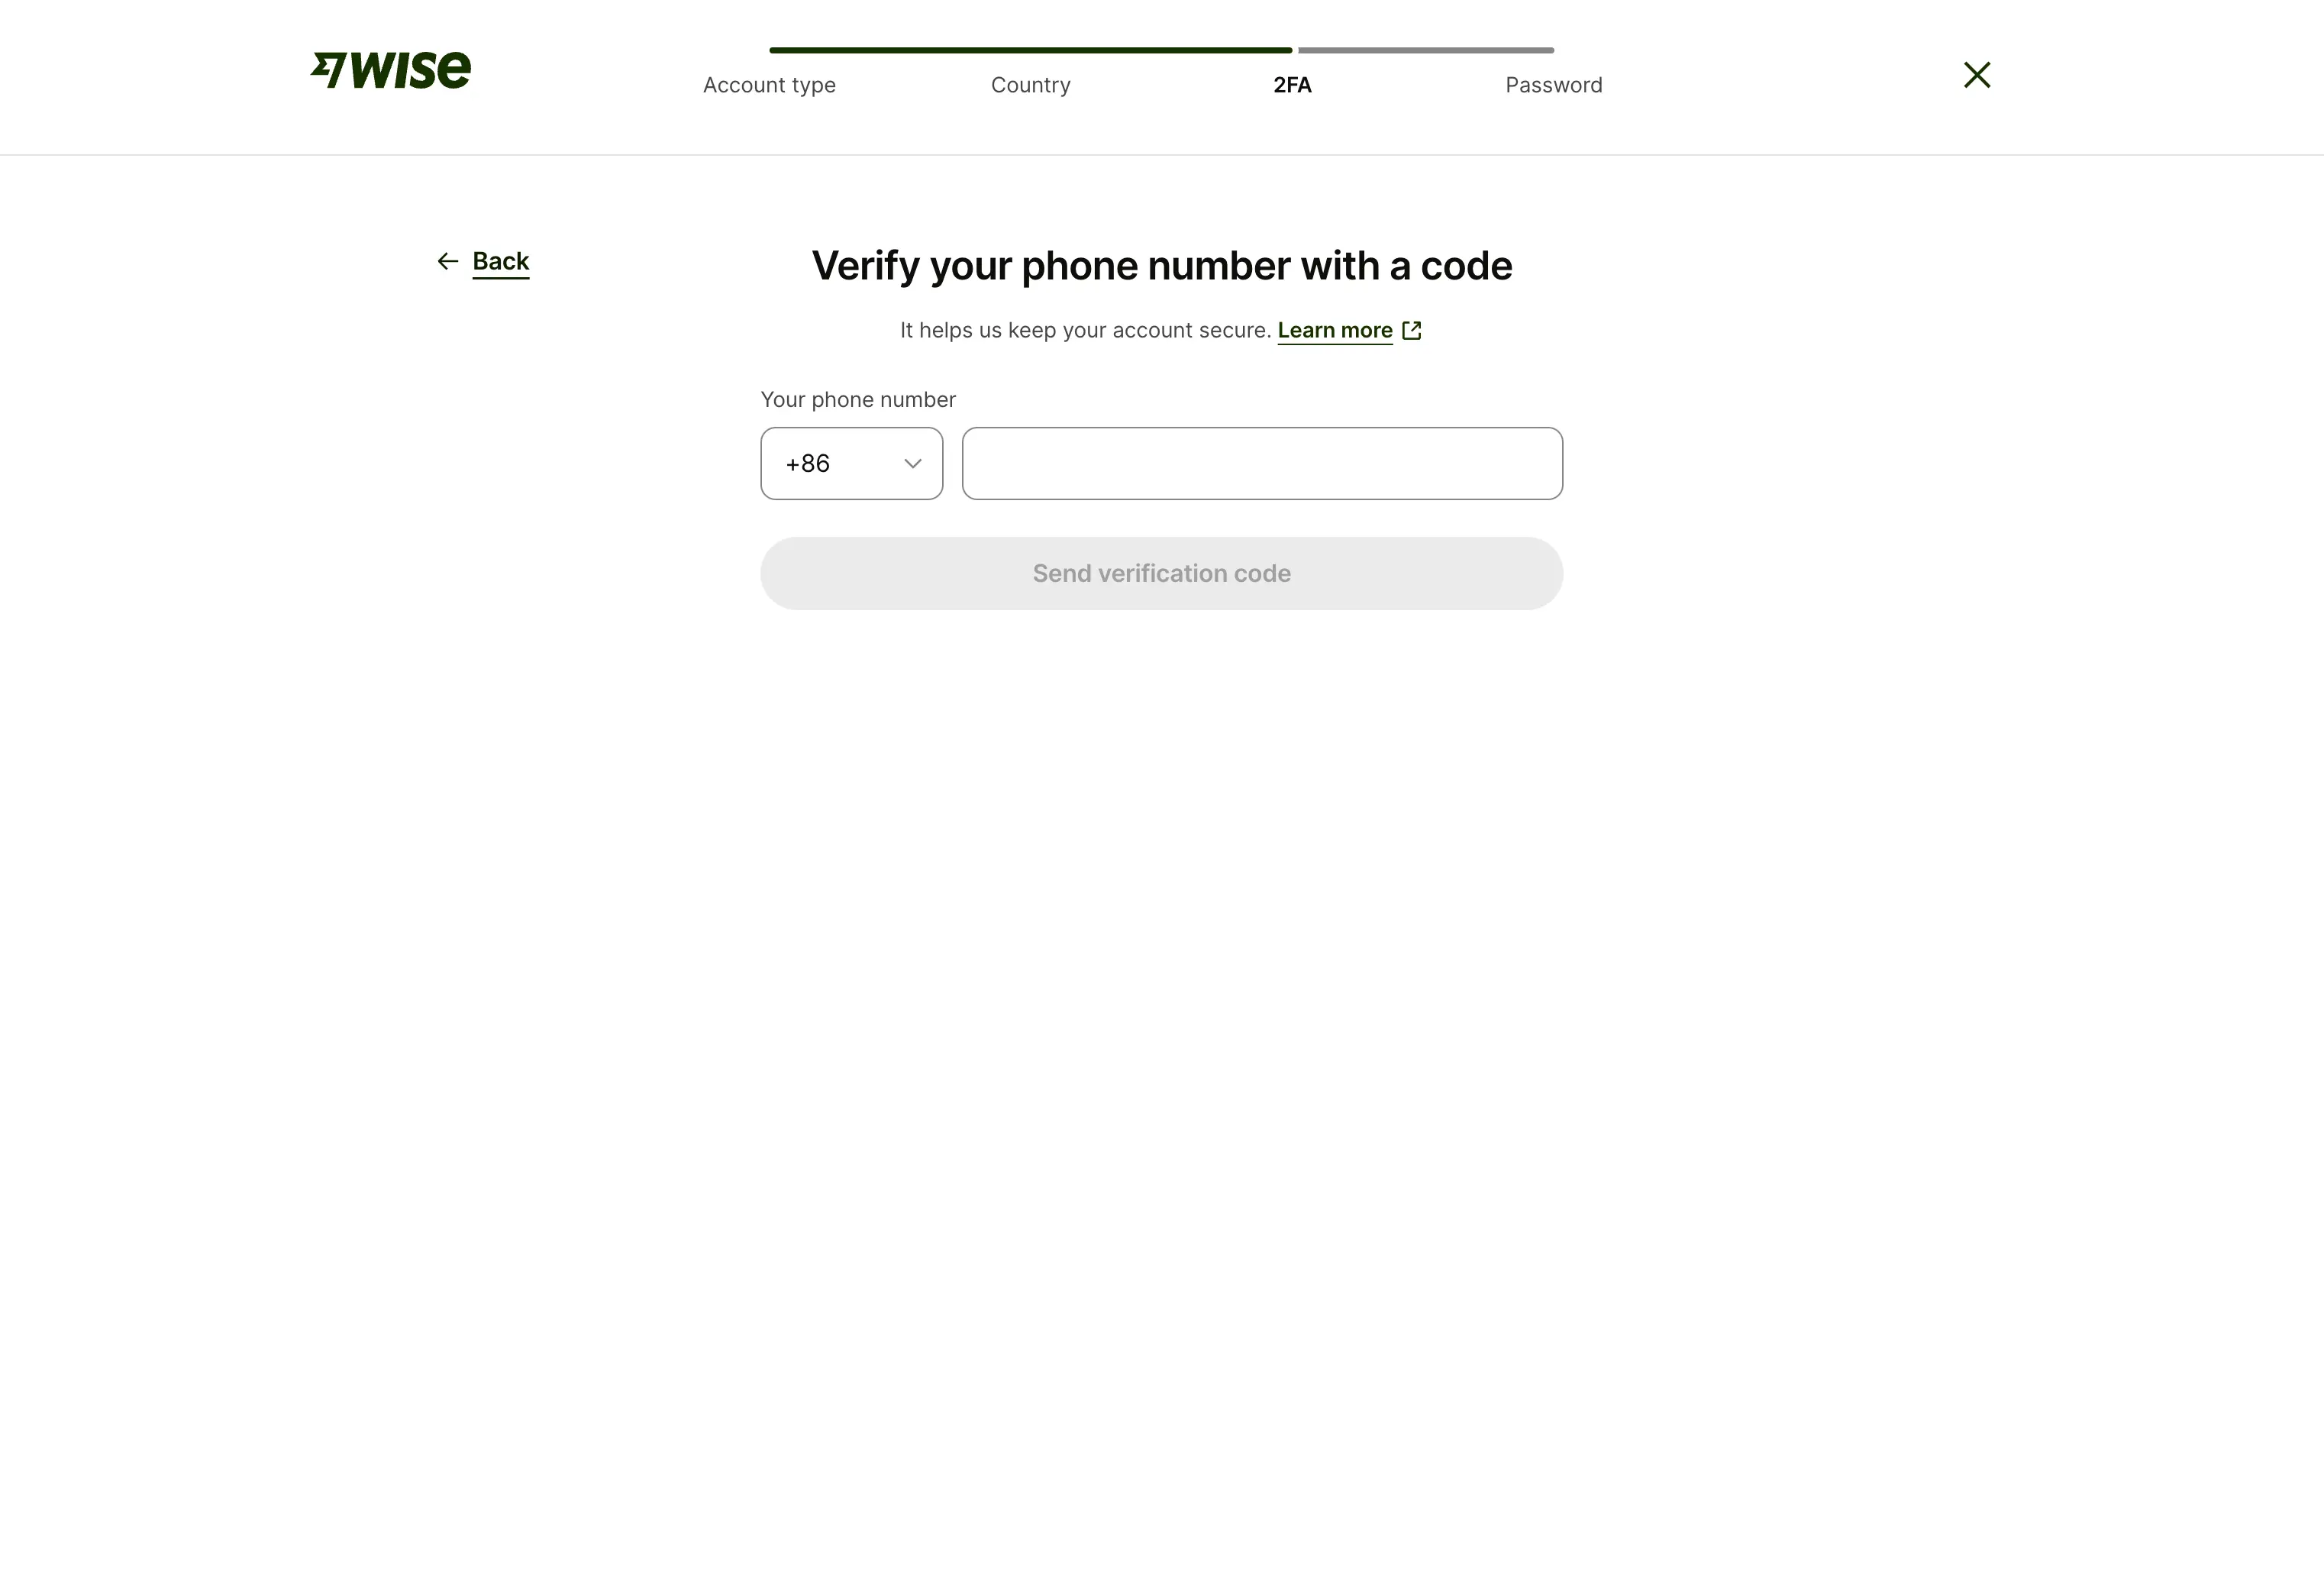 wise
Account type
Country
2FA
Password
Back
Verify your phone number with a code
It helps us keep your account secure. Learn more
Your phone number
+86
Send verification code